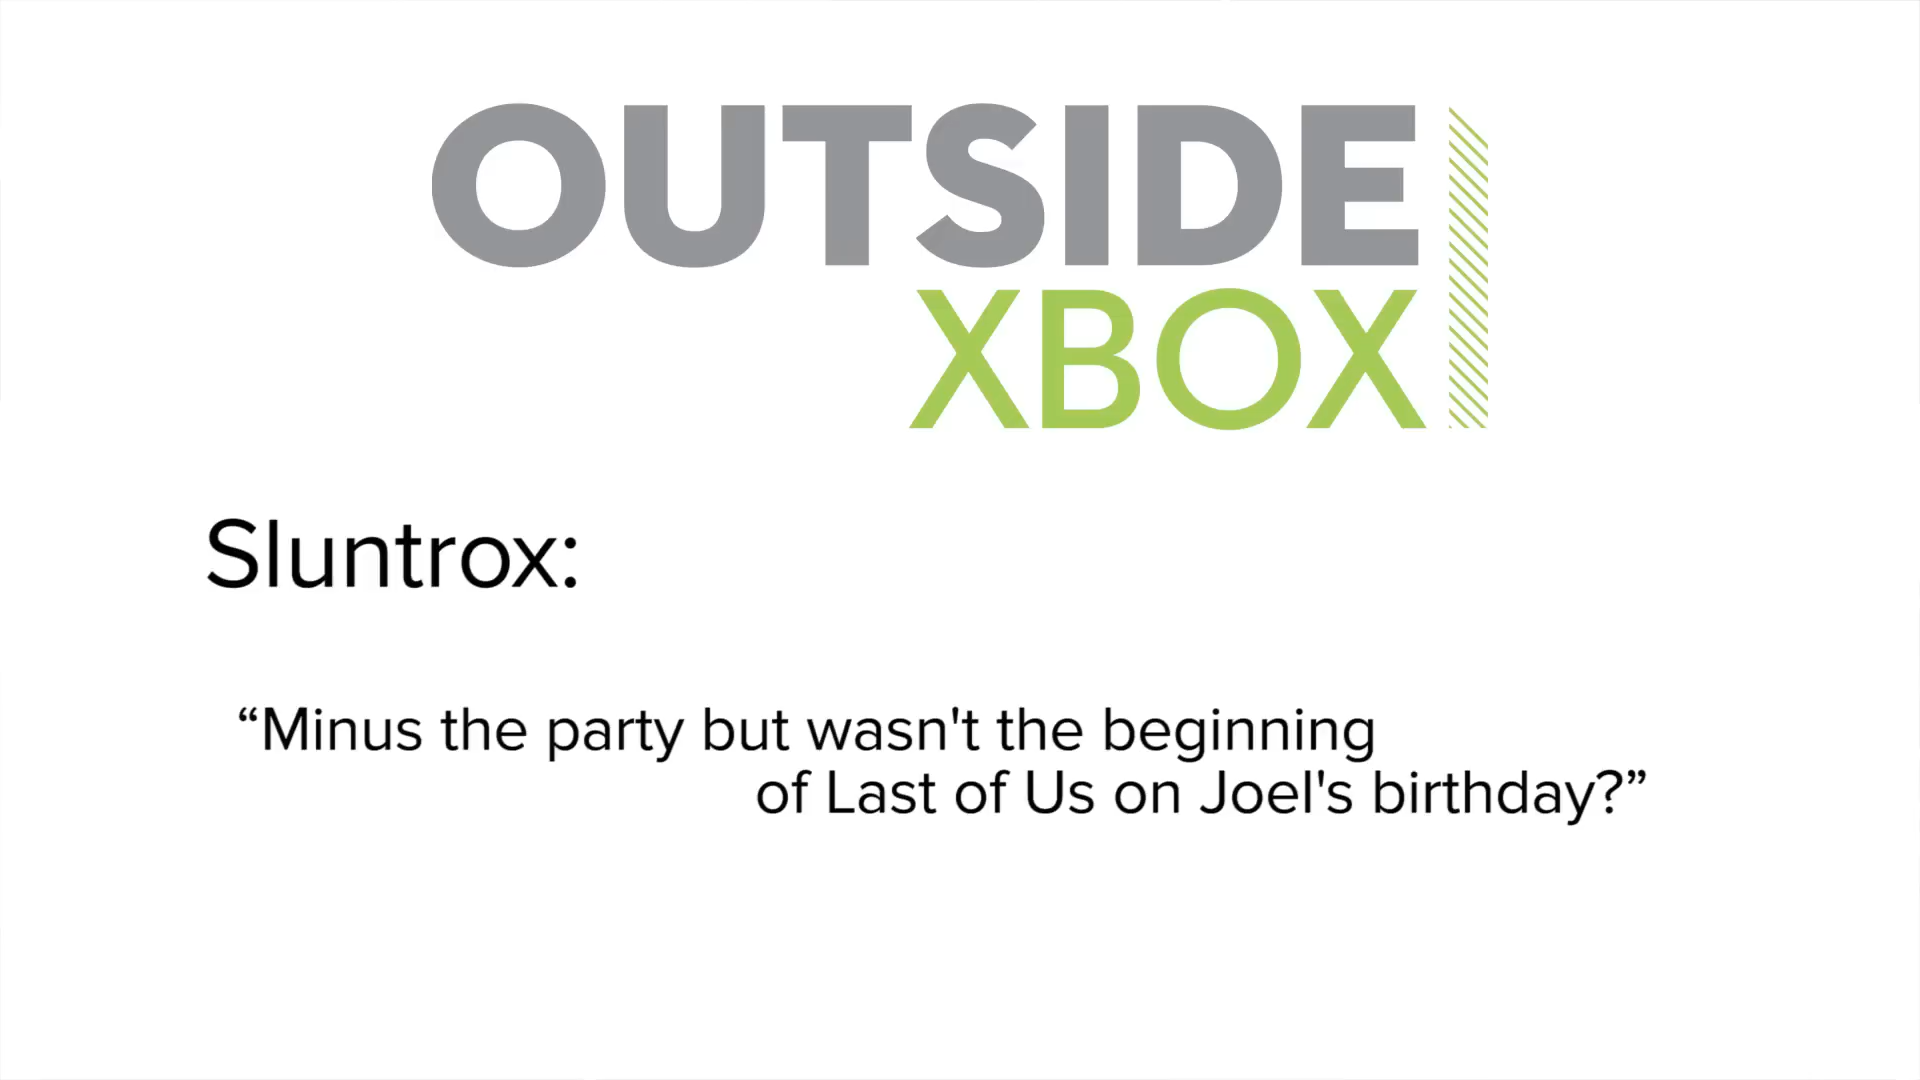 OUTSIDE
XBOX
Sluntrox:
“Minus the party but wasn't the beginning
of Last of Us on Joel's birthday?”